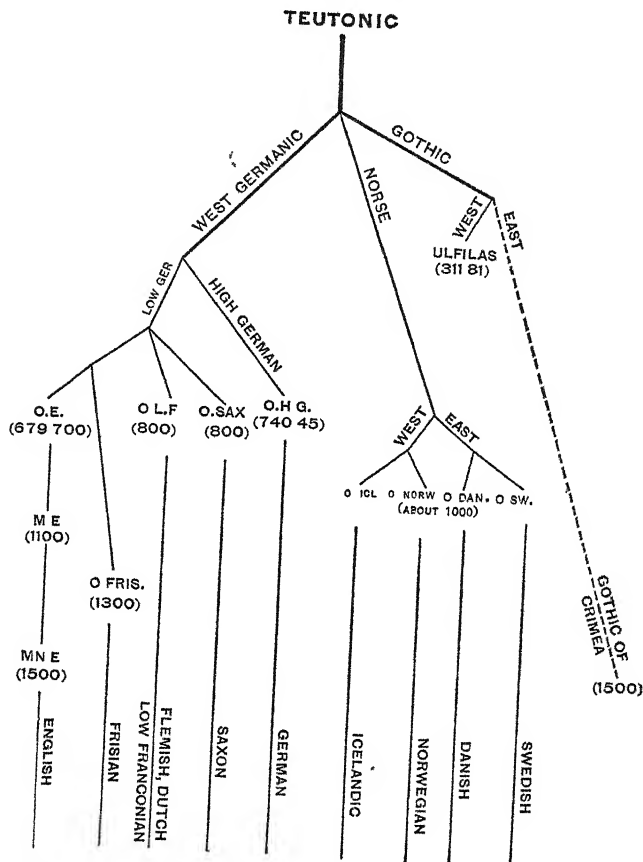 TEUTONIC
WEST GERMANIC
NORSE
GOTHIC
WEST
EAST
ULFILAS
(311 81)
LOW GER
HIGH GERMAN
O.E.
(679 700)
O L.F
(800)
O.SAX
(800)
O.H G.
(740 45)
WEST
EAST
O ICL O NORW O DAN. O SW.
(ABOUT 1000)
M E
(1100)
O FRIS.
(1300)
GOTHIC OF
CRIMEA
(1500)
MN E
(1500)
ENGLISH
FRISIAN
FLEMISH, DUTCH
LOW FRANCONIAN
SAXON
GERMAN
ICELANDIC
NORWEGIAN
DANISH
SWEDISH